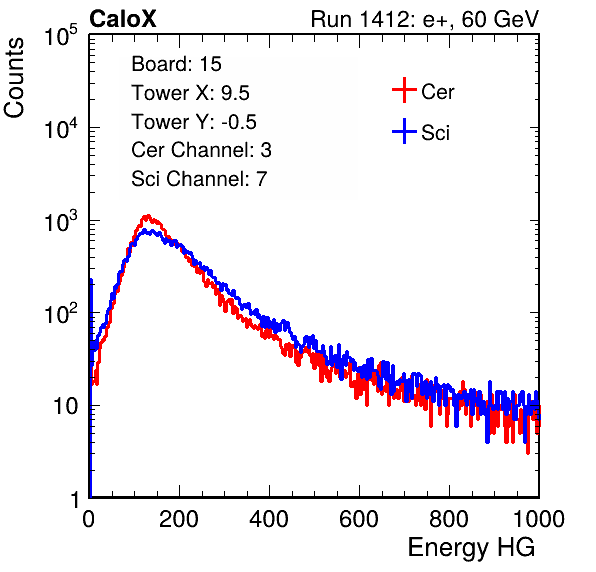 CaloX Run 1412: e+, 60 GeV
Board: 15
Tower X: 9.5
Tower Y: -0.5
Cer Channel: 3
Sci Channel: 7
Cer
Sci
Counts
10^5
10^4
10^3
10^2
10
1
0 200 400 600 800 1000
Energy HG